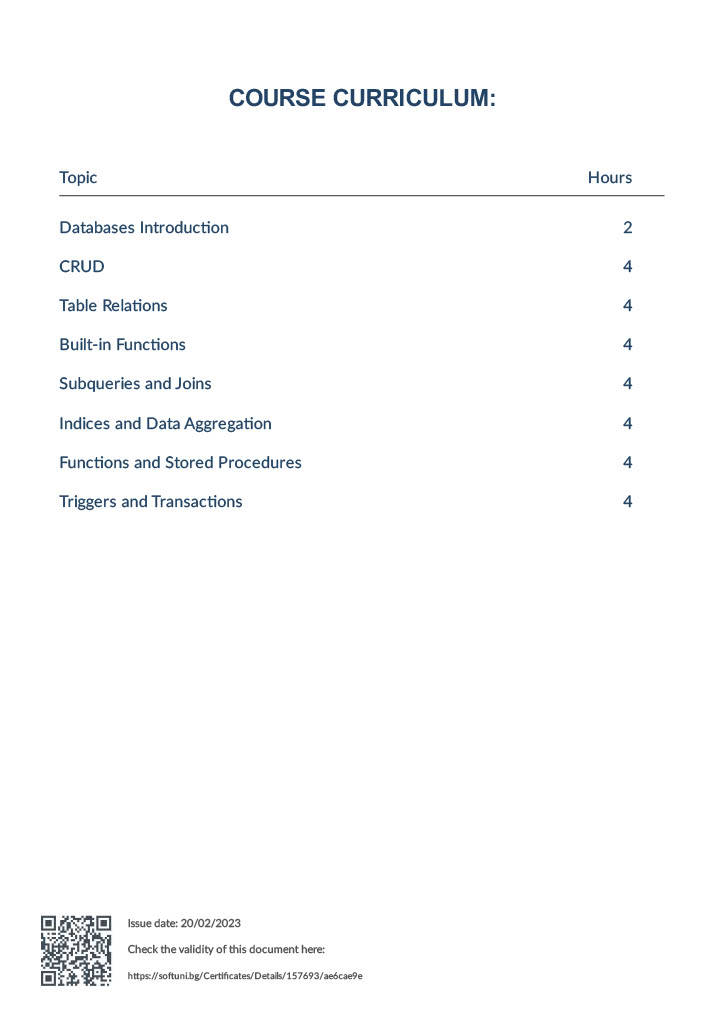 COURSE CURRICULUM:
Topic Hours
Databases Introduction 2
CRUD 4
Table Relations 4
Built-in Functions 4
Subqueries and Joins 4
Indices and Data Aggregation 4
Functions and Stored Procedures 4
Triggers and Transactions 4
Issue date: 20/02/2023
Check the validity of this document here:
https://softuni.bg/Certificates/Details/157693/ae6cae9e